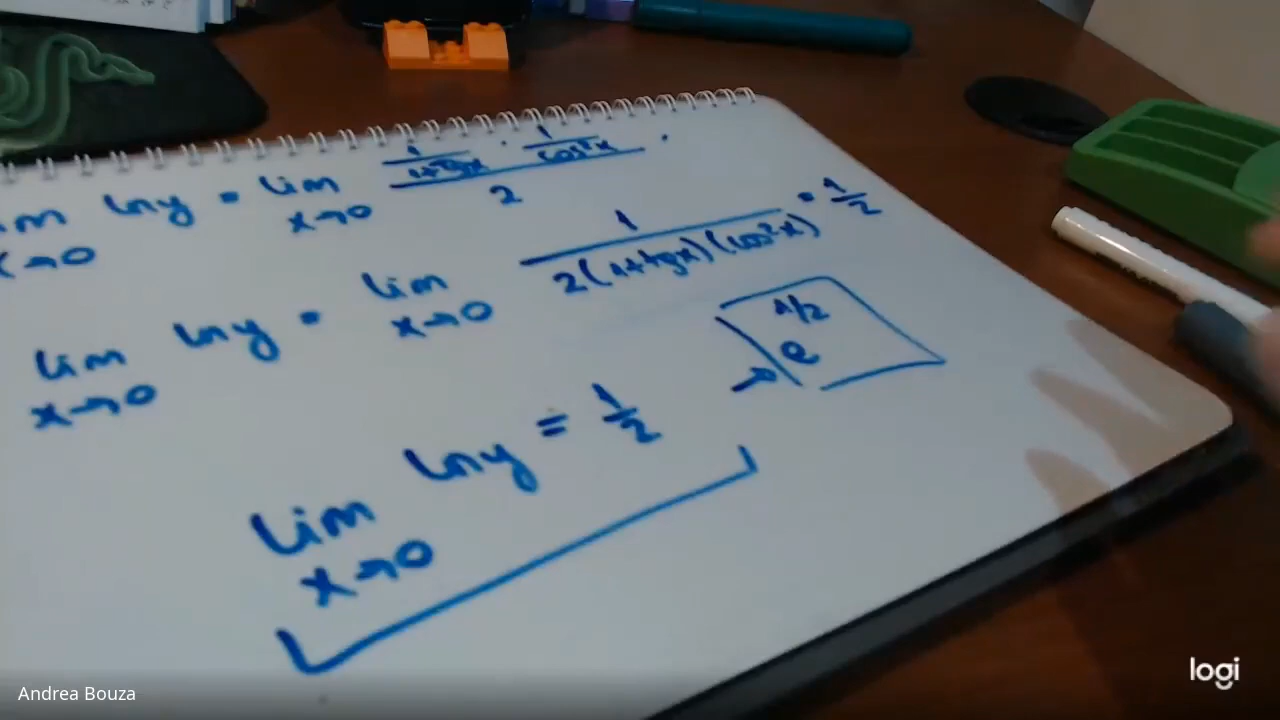 lim ln y = lim 1/(1+tg x) · 1/cos²x
x→0 x→0 2
lim ln y = lim 1/(2(1+tg x)(cos²x)) = 1/2
x→0 x→0
lim ln y = 1/2
x→0
→ e^1/2
logi
Andrea Bouza